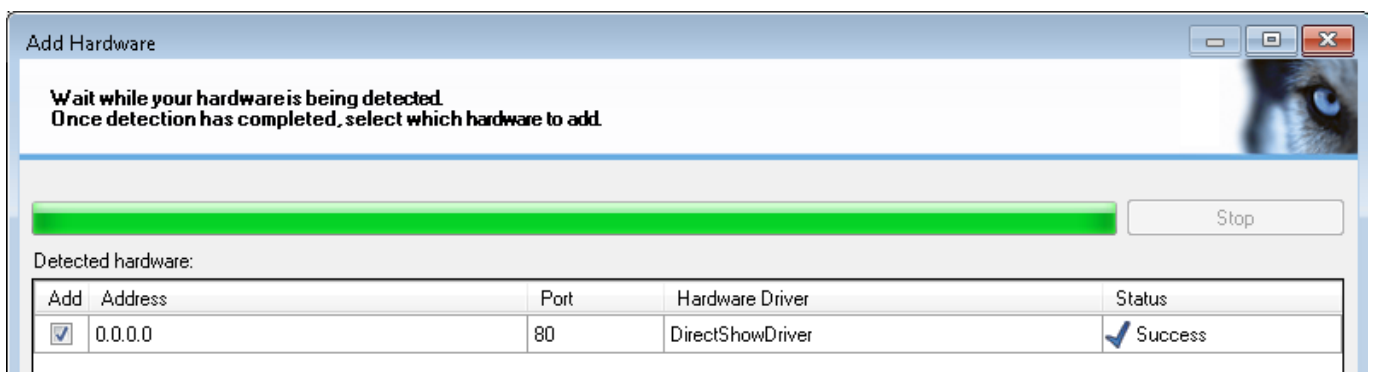 Add Hardware
Wait while your hardware is being detected.
Once detection has completed, select which hardware to add.
Stop
Detected hardware:
Add Address Port Hardware Driver Status
0.0.0.0 80 DirectShowDriver Success